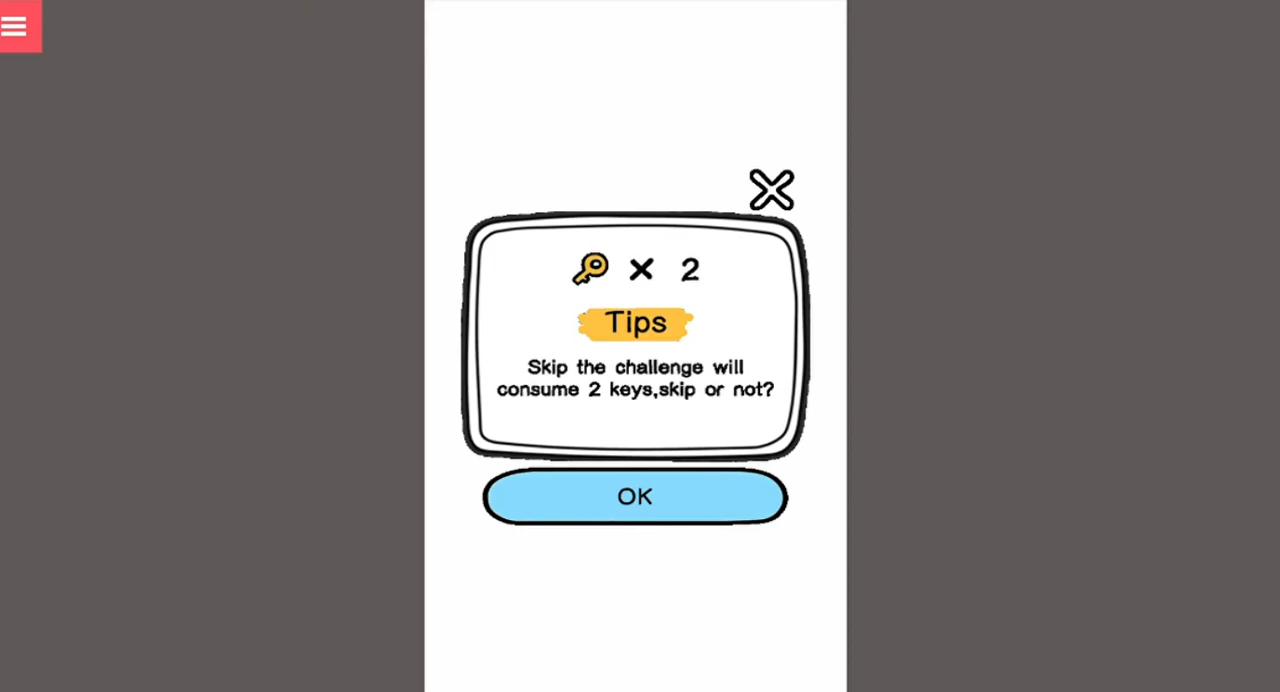 × 2
Tips
Skip the challenge will
consume 2 keys,skip or not?
OK